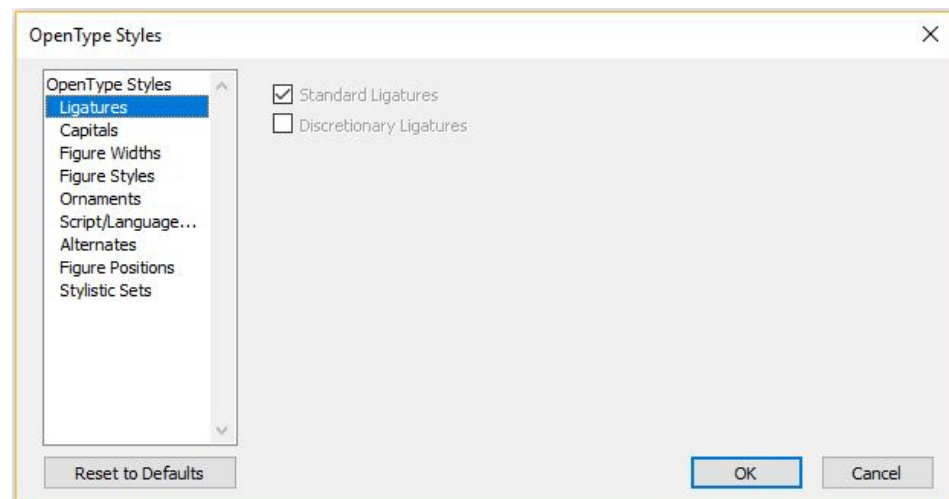 OpenType Styles
OpenType Styles
Ligatures
Capitals
Figure Widths
Figure Styles
Ornaments
Script/Language...
Alternates
Figure Positions
Stylistic Sets
Standard Ligatures
Discretionary Ligatures
Reset to Defaults
OK
Cancel